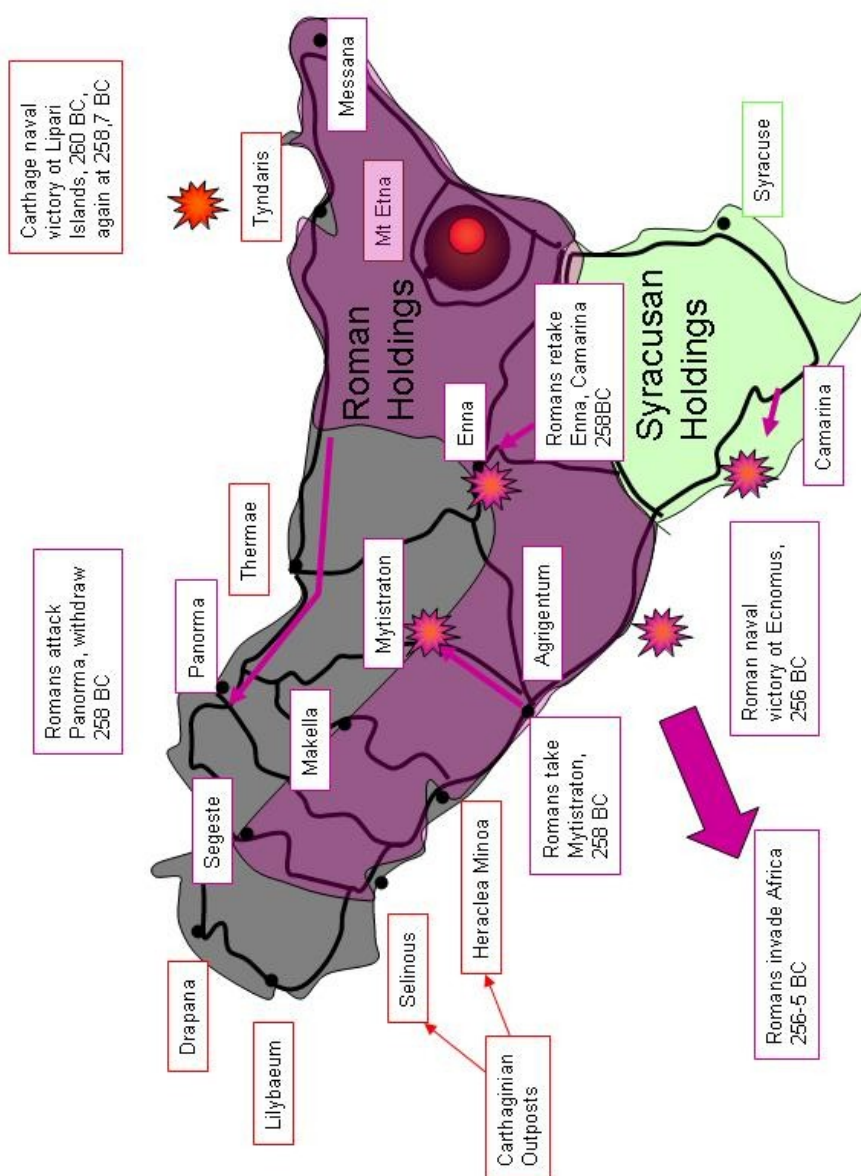 Romans attack
Panorma, withdraw
258 BC
Carthage naval
victory ot Lipari
Islands, 260 BC,
again at 258,7 BC
Drapana
Lilybaeum
Segeste
Panorma
Thermae
Tyndaris
Messana
Makella
Mytistraton
Roman
Holdings
Mt Etna
Selinous
Heraclea Minoa
Carthaginian
Outposts
Enna
Agrigentum
Romans take
Mytistraton,
258 BC
Romans retake
Enna, Camarina
258BC
Syracusan
Holdings
Syracuse
Camarina
Roman naval
victory ot Ecnomus,
256 BC
Romans invade Africa
256-5 BC